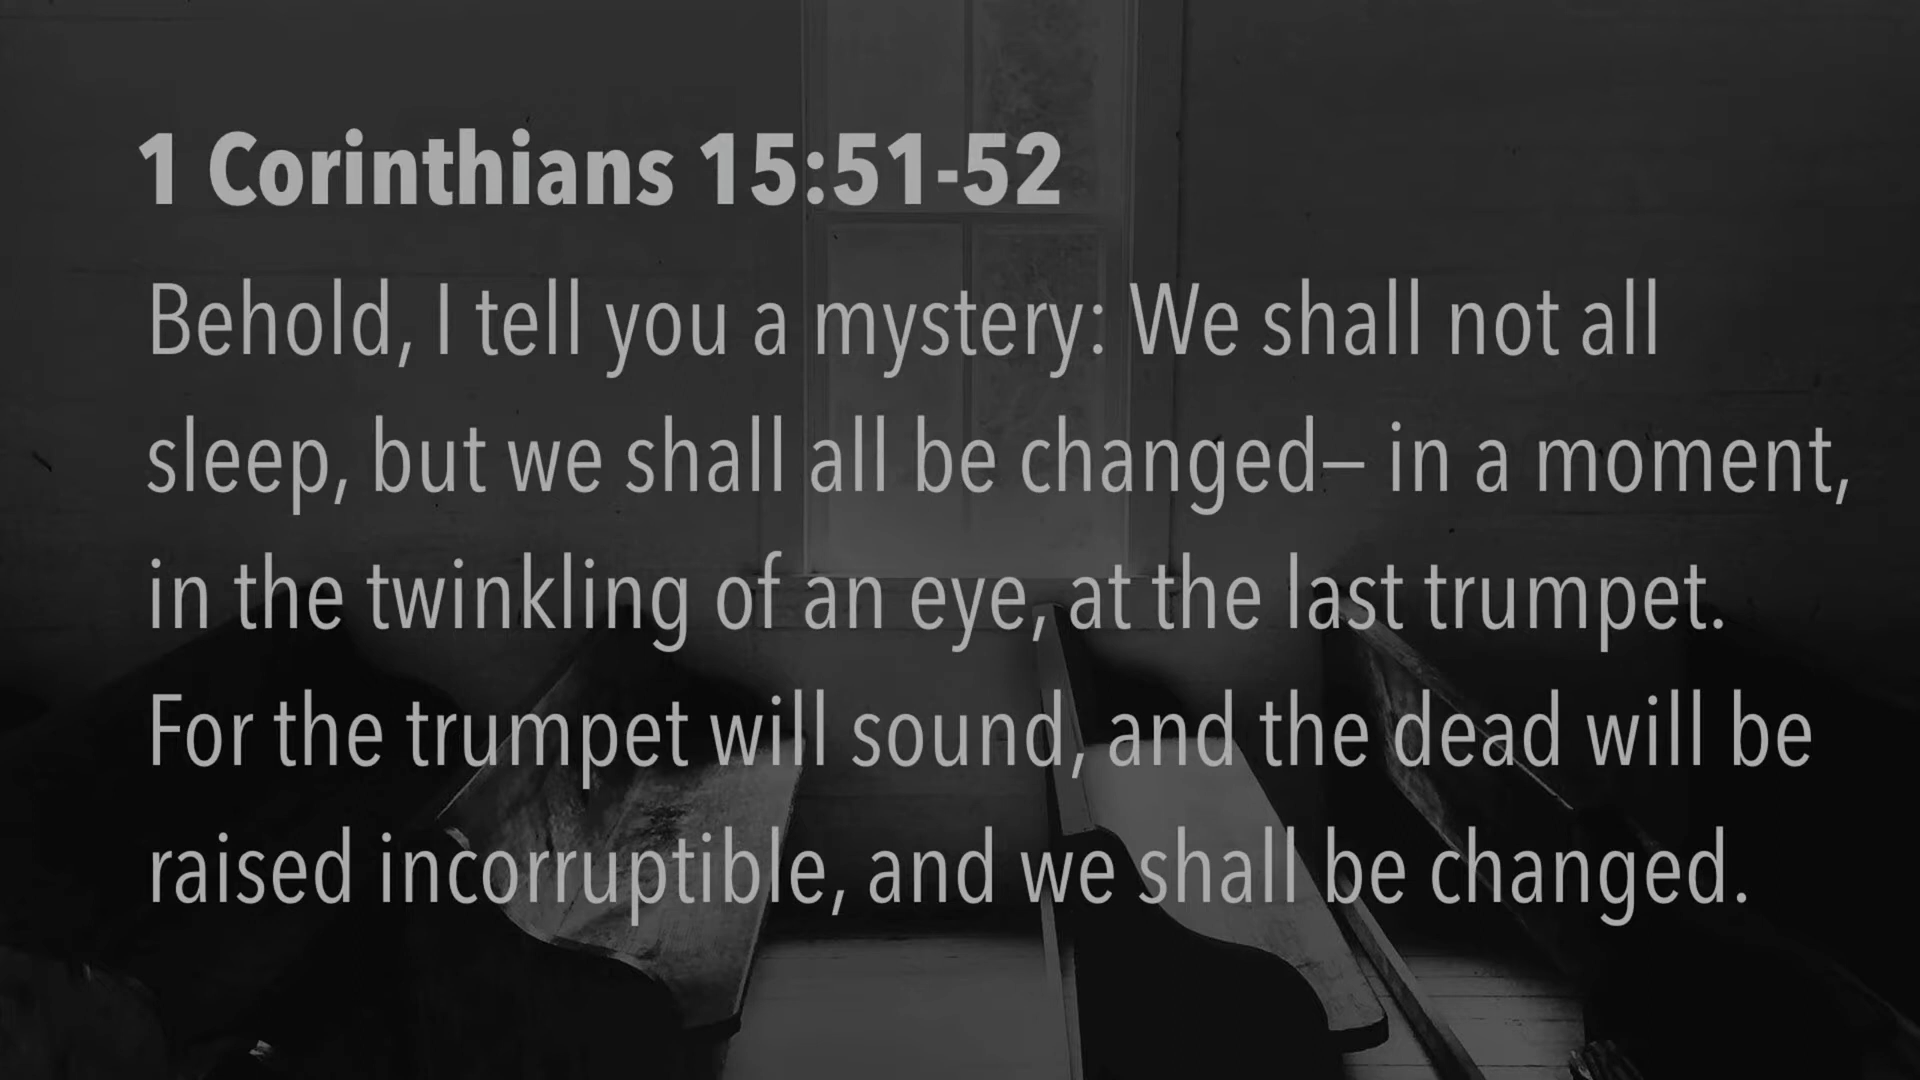 1 Corinthians 15:51-52
Behold, I tell you a mystery: We shall not all
sleep, but we shall all be changed– in a moment,
in the twinkling of an eye, at the last trumpet.
For the trumpet will sound, and the dead will be
raised incorruptible, and we shall be changed.